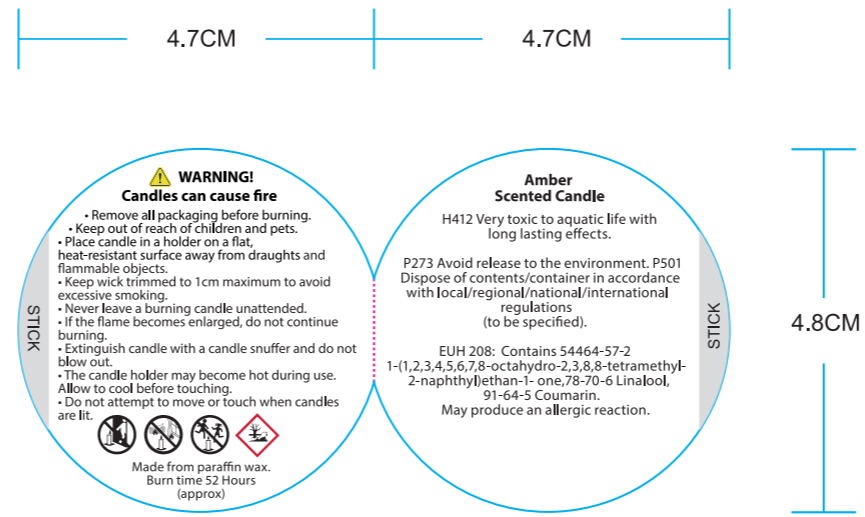 4.7CM
4.7CM
WARNING!
Candles can cause fire
• Remove all packaging before burning.
• Keep out of reach of children and pets.
• Place candle in a holder on a flat,
heat-resistant surface away from draughts and
flammable objects.
• Keep wick trimmed to 1cm maximum to avoid
excessive smoking.
• Never leave a burning candle unattended.
• If the flame becomes enlarged, do not continue
burning.
• Extinguish candle with a candle snuffer and do not
blow out.
• The candle holder may become hot during use.
Allow to cool before touching.
• Do not attempt to move or touch when candles
are lit.
Made from paraffin wax.
Burn time 52 Hours
(approx)
STICK
Amber
Scented Candle
H412 Very toxic to aquatic life with
long lasting effects.
P273 Avoid release to the environment. P501
Dispose of contents/container in accordance
with local/regional/national/international
regulations
(to be specified).
EUH 208: Contains 54464-57-2
1-(1,2,3,4,5,6,7,8-octahydro-2,3,8,8-tetramethyl-
2-naphthyl)ethan-1- one,78-70-6 Linalool,
91-64-5 Coumarin.
May produce an allergic reaction.
STICK
4.8CM